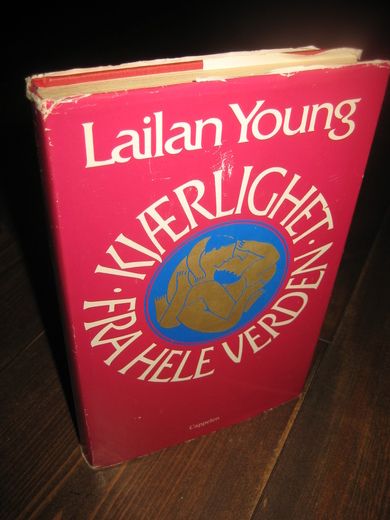 Lailan Young
· KJÆRLIGHET ·
FRA HELE VERDEN
Cappelen